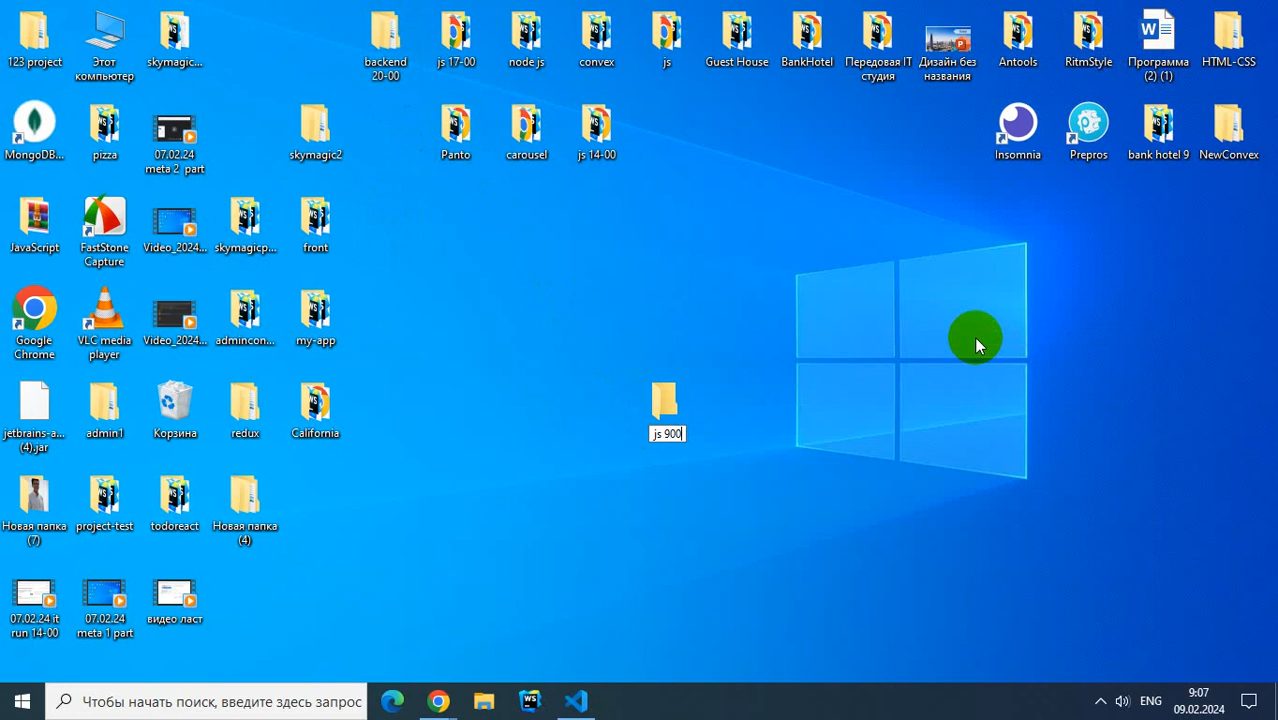 123 project
Этот
компьютер
skymagic...
backend
20-00
js 17-00
node js
convex
js
Guest House
BankHotel
Передовая IT
студия
Дизайн без
названия
Antools
RitmStyle
Программа
(2) (1)
HTML-CSS
MongoDB...
pizza
07.02.24
meta 2 part
skymagic2
Panto
carousel
js 14-00
Insomnia
Prepros
bank hotel 9
NewConvex
JavaScript
FastStone
Capture
Video_2024...
skymagicp...
front
Google
Chrome
VLC media
player
Video_2024...
admincon...
my-app
jetbrains-a...
(4).jar
admin1
Корзина
redux
California
js 900
Новая папка
(7)
project-test
todoreact
Новая папка
(4)
07.02.24 it
run 14-00
07.02.24
meta 1 part
видео ласт
Чтобы начать поиск, введите здесь запрос
ENG
9:07
09.02.2024